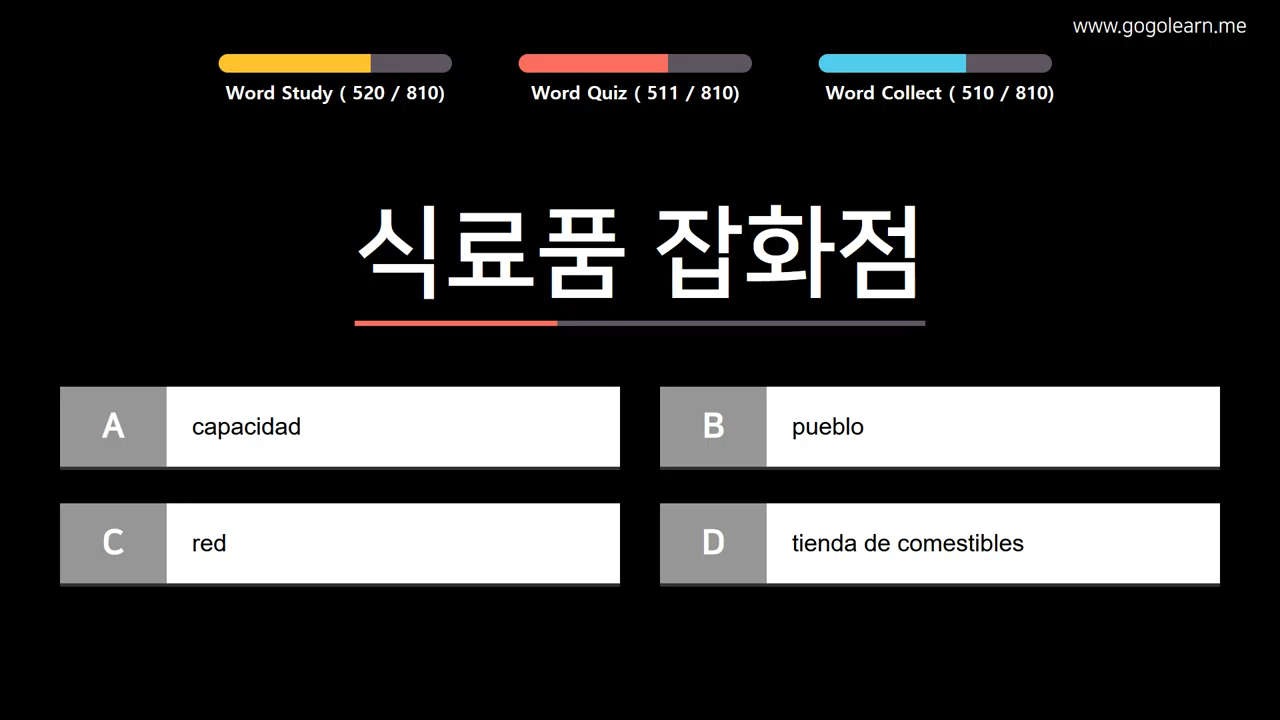 www.gogolearn.me
Word Study ( 520 / 810)
Word Quiz ( 511 / 810)
Word Collect ( 510 / 810)
식료품 잡화점
A capacidad
B pueblo
C red
D tienda de comestibles